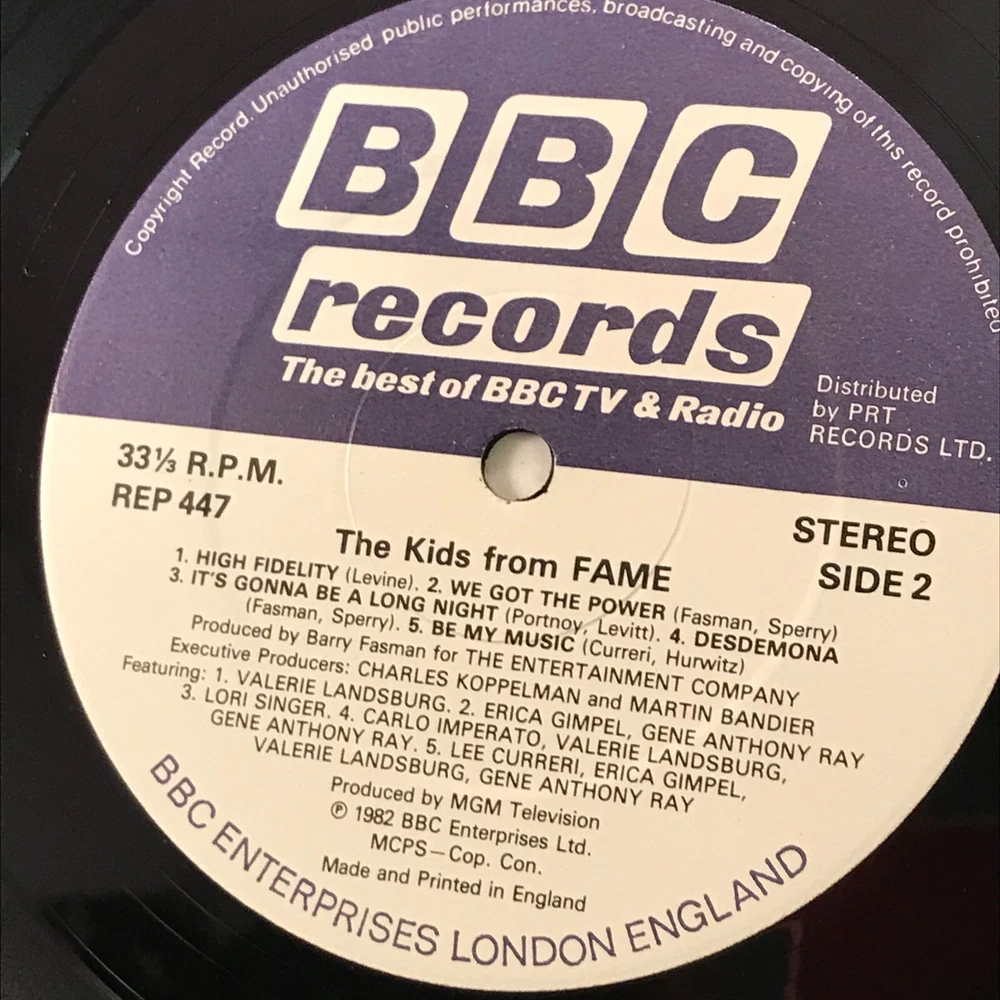 Copyright Record. Unauthorised public performances, broadcasting and copying of this record prohibited
BBC
records
The best of BBC TV & Radio
Distributed
by PRT
RECORDS LTD.
33⅓ R.P.M.
REP 447
STEREO
SIDE 2
The Kids from FAME
1. HIGH FIDELITY (Levine). 2. WE GOT THE POWER (Fasman, Sperry)
3. IT'S GONNA BE A LONG NIGHT (Portnoy, Levitt). 4. DESDEMONA
(Fasman, Sperry). 5. BE MY MUSIC (Curreri, Hurwitz)
Produced by Barry Fasman for THE ENTERTAINMENT COMPANY
Executive Producers: CHARLES KOPPELMAN and MARTIN BANDIER
Featuring: 1. VALERIE LANDSBURG. 2. ERICA GIMPEL, GENE ANTHONY RAY
3. LORI SINGER. 4. CARLO IMPERATO, VALERIE LANDSBURG,
GENE ANTHONY RAY. 5. LEE CURRERI, ERICA GIMPEL,
VALERIE LANDSBURG, GENE ANTHONY RAY
Produced by MGM Television
℗ 1982 BBC Enterprises Ltd.
MCPS—Cop. Con.
Made and Printed in England
BBC ENTERPRISES LONDON ENGLAND